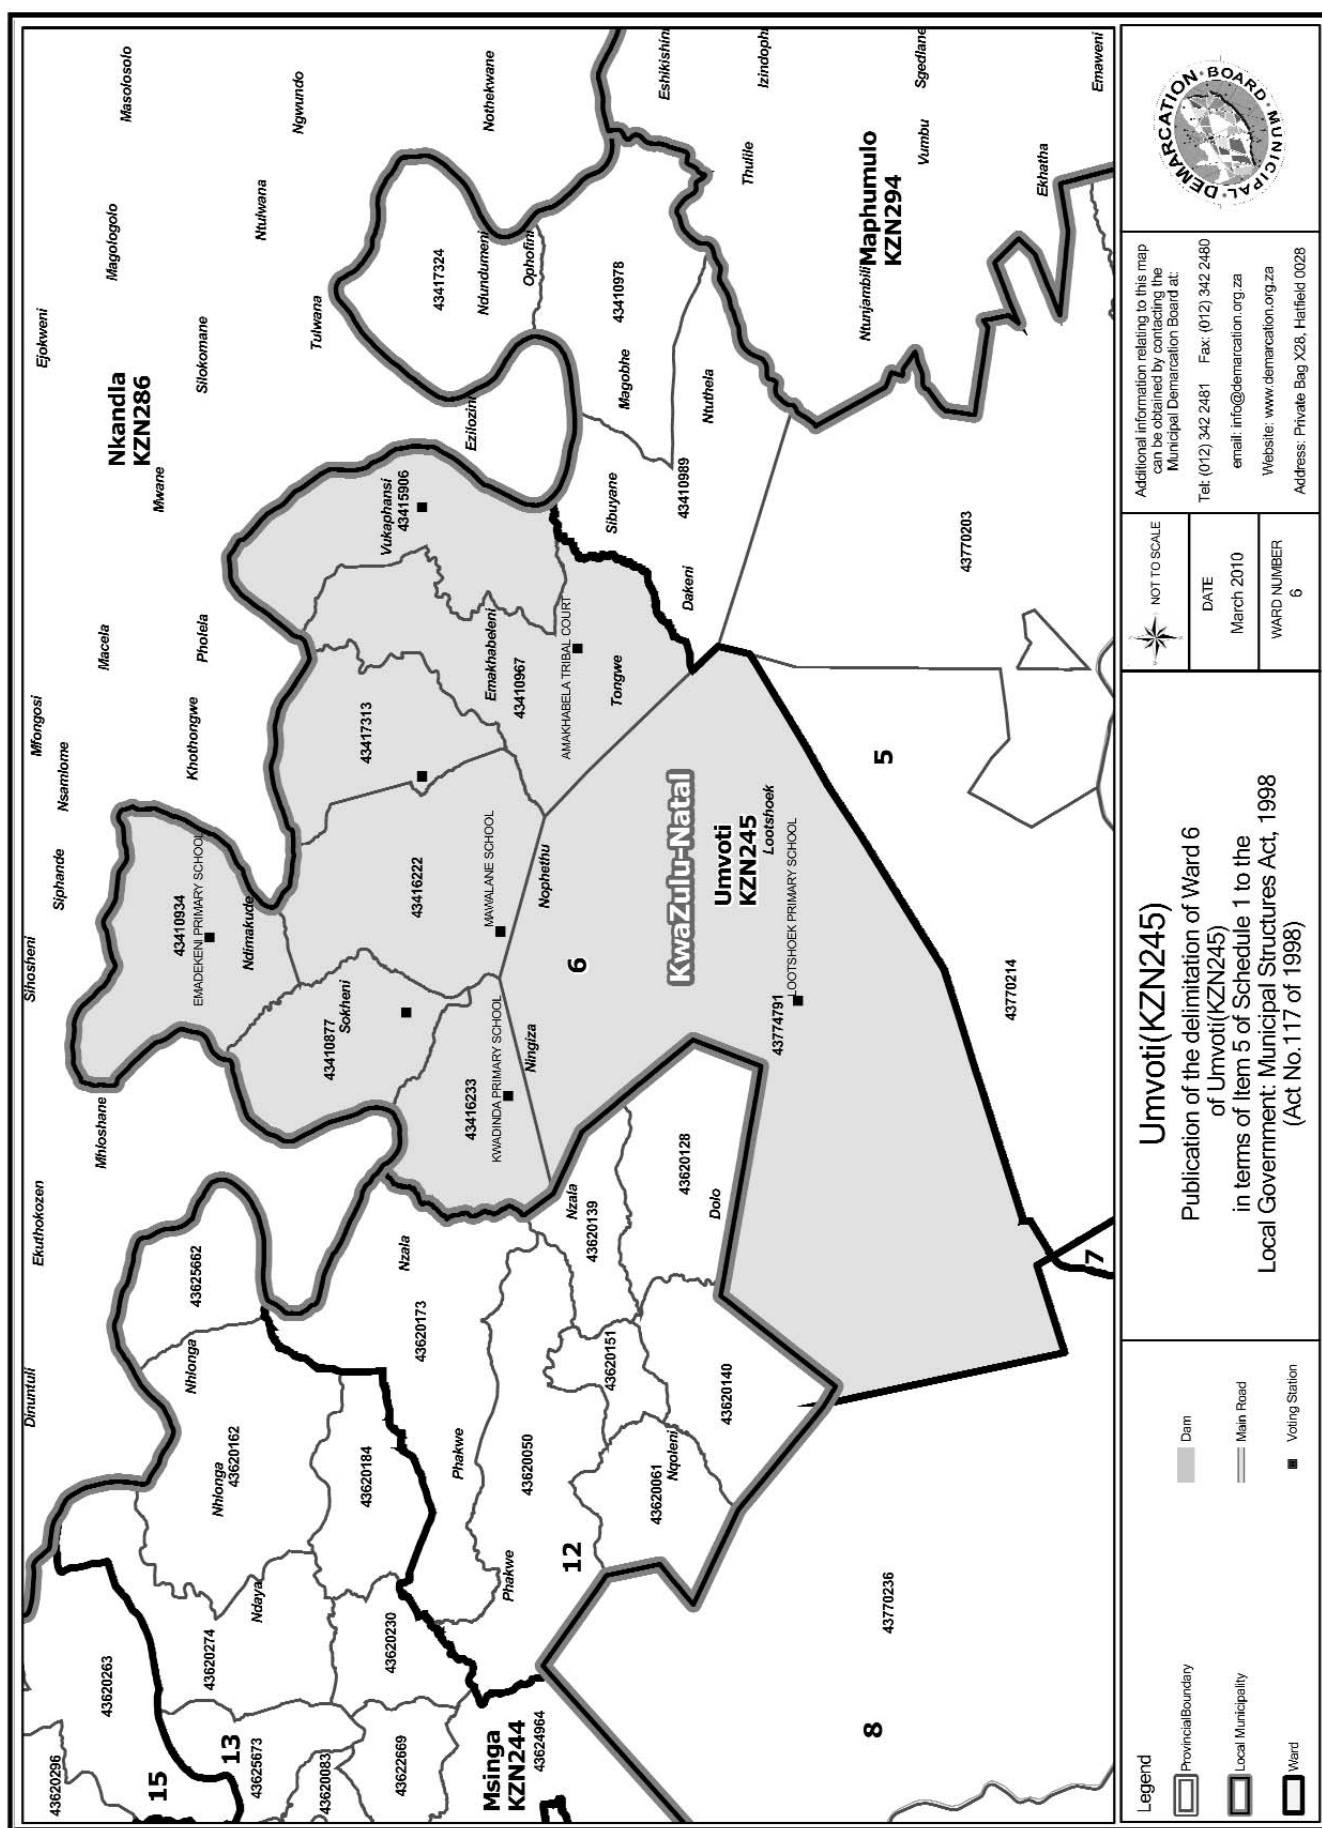 Ejokweni
Masolosolo
Magologolo
Ngwundo
Ntulwana
Nothekwane
Nkandla
KZN286
Silokomane
Tulwana
Mwane
Eshikishini
Izindophi
Sgedlane
Emaweni
Thulile
Vumbu
Ekhatha
Maphumulo
KZN294
Ntunjambili
43417324
Ndundumeni
Ophofini
43410978
Magobhe
Ntuthela
Ezilozini
Sibuyane
43410989
Dakeni
43770203
Vukaphansi
43415906
Mfongosi
Nsamlome
Macela
Pholela
Khothongwe
Siphande
Sihosheni
43417313
Emakhabeleni
43410967
AMAKHABELA TRIBAL COURT
Tongwe
43410934
EMADEKENI PRIMARY SCHOOL
Ndimakude
43416222
MAWALANE SCHOOL
Nophethu
43410877
Sokheni
43416233
KWADINDA PRIMARY SCHOOL
Ningiza
6
KwaZulu-Natal
Umvoti
KZN245
Lootshoek
LOOTSHOEK PRIMARY SCHOOL
43774791
5
43770214
7
Mhloshane
Ekuthokozen
Dinuntuli
43625662
Nhlonga
Nzala
43620173
Nzala
43620139
43620128
Dolo
43620151
43620140
Nhlonga
43620162
43620184
Phakwe
43620050
Phakwe
12
43620061
Nqoleni
Ndaya
43620274
43620230
43620263
43620296
15
13
43625673
43620083
43622669
Msinga
KZN244
43624964
43770236
8
Legend
ProvincialBoundary
Local Municipality
Ward
Dam
Main Road
Voting Station
Umvoti(KZN245)
Publication of the delimitation of Ward 6
of Umvoti(KZN245)
in terms of Item 5 of Schedule 1 to the
Local Government: Municipal Structures Act, 1998
(Act No.117 of 1998)
NOT TO SCALE
DATE
March 2010
WARD NUMBER
6
Additional information relating to this map
can be obtained by contacting the
Municipal Demarcation Board at:
Tel: (012) 342 2481 Fax: (012) 342 2480
email: info@demarcation.org.za
Website: www.demarcation.org.za
Address: Private Bag X28, Hatfield 0028
MUNICIPAL DEMARCATION BOARD